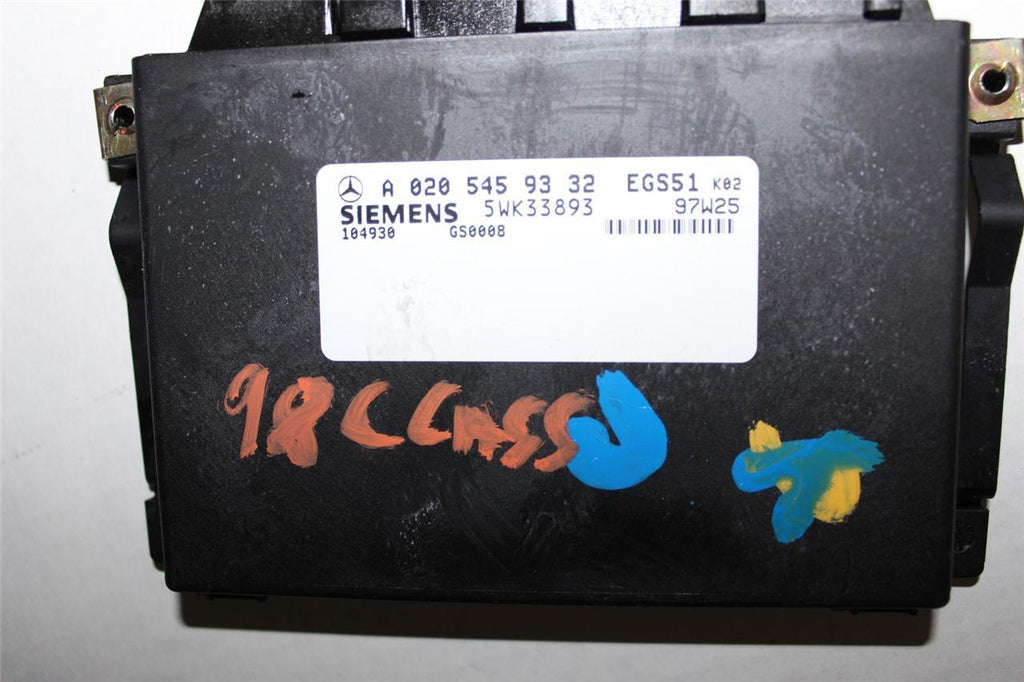 A 020 545 93 32 EGS51 K02
SIEMENS 5WK33893 97W25
104930 GS0008
98 C CLASS